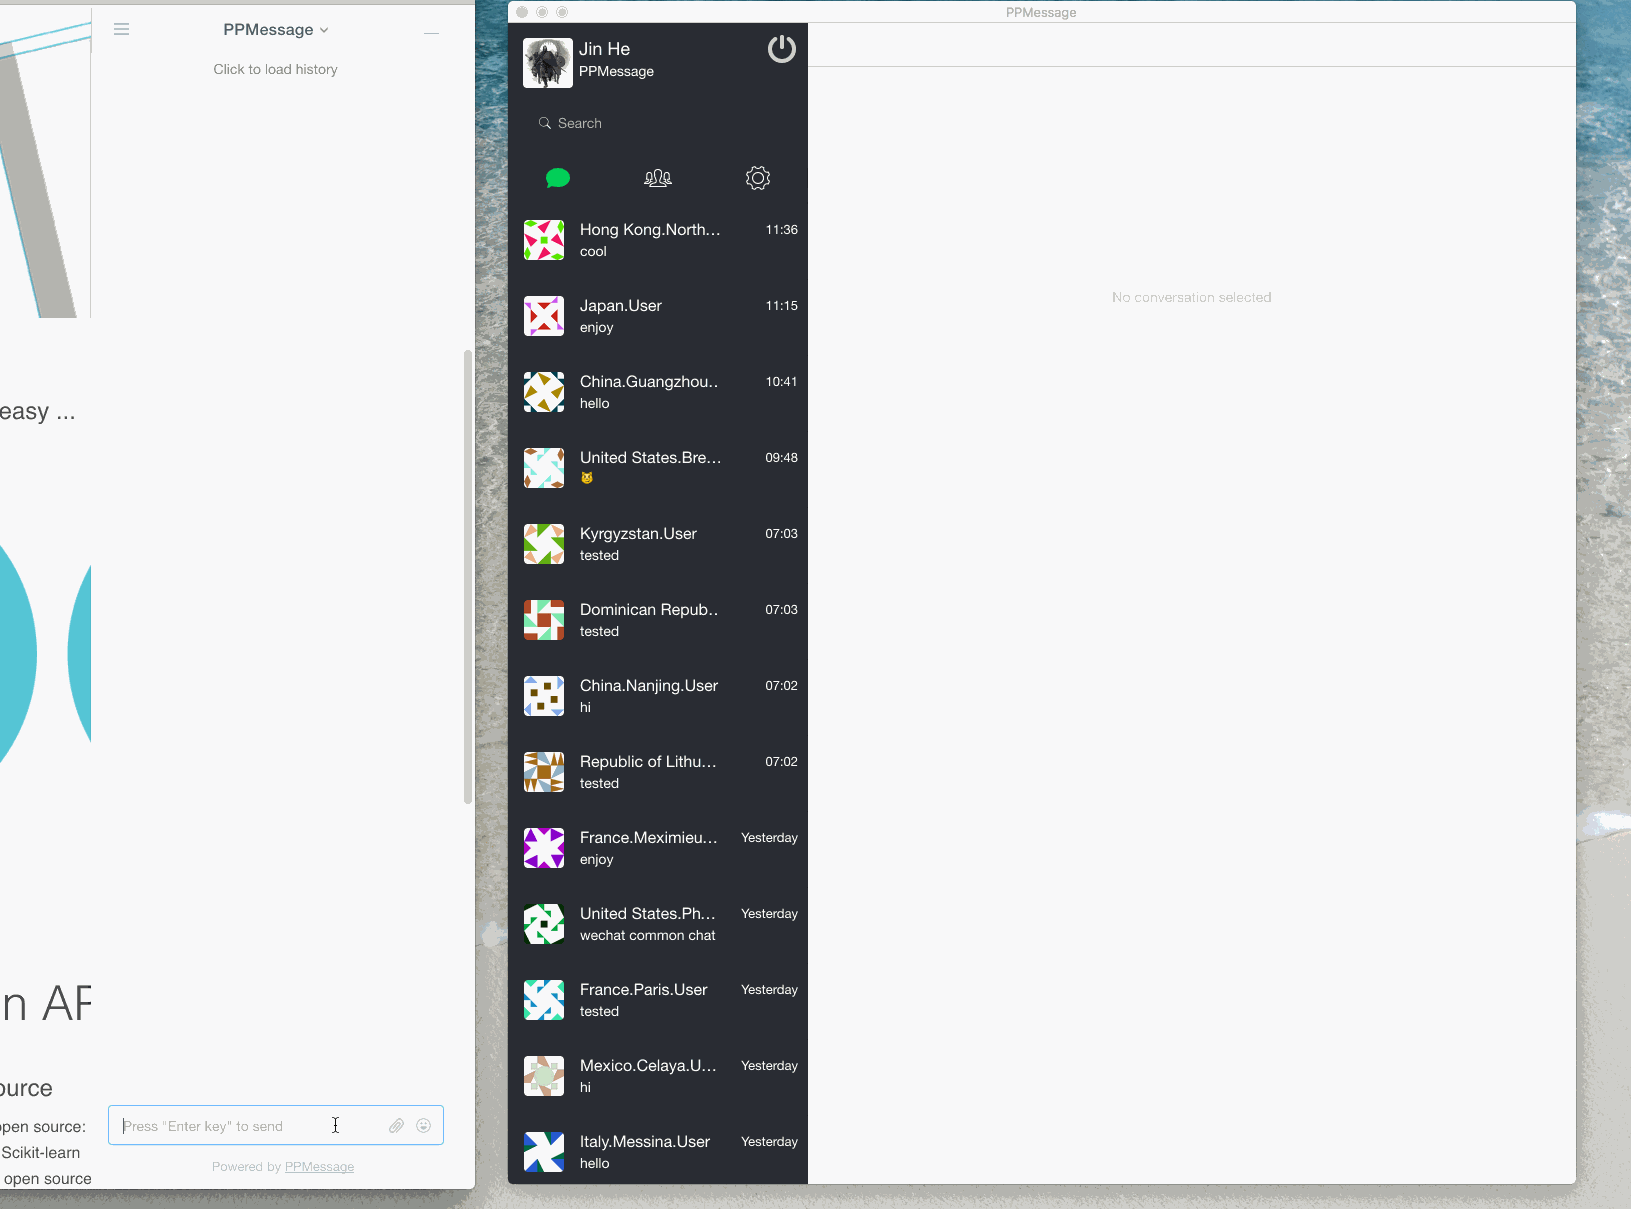 PPMessage
Click to load history
easy ...
n AP
ource
open source:
Scikit-learn
open source
Press "Enter key" to send
Powered by PPMessage
PPMessage
Jin He
PPMessage
Search
Hong Kong.North... 11:36
cool
Japan.User 11:15
enjoy
China.Guangzhou.. 10:41
hello
United States.Bre... 09:48
Kyrgyzstan.User 07:03
tested
Dominican Repub.. 07:03
tested
China.Nanjing.User 07:02
hi
Republic of Lithu... 07:02
tested
France.Meximieu... Yesterday
enjoy
United States.Ph... Yesterday
wechat common chat
France.Paris.User Yesterday
tested
Mexico.Celaya.U... Yesterday
hi
Italy.Messina.User Yesterday
hello
No conversation selected